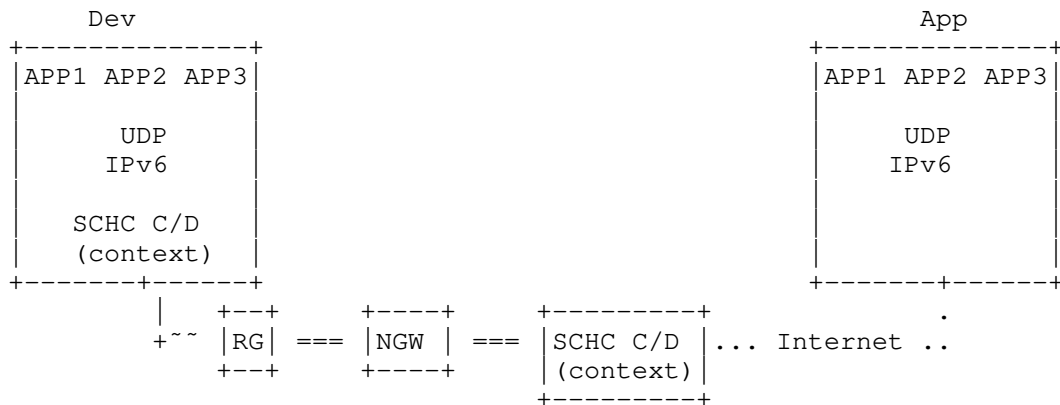 Dev App
APP1 APP2 APP3 APP1 APP2 APP3
UDP UDP
IPv6 IPv6
SCHC C/D
(context)
+~~ |RG| === |NGW | === |SCHC C/D |... Internet ..
|(context)|